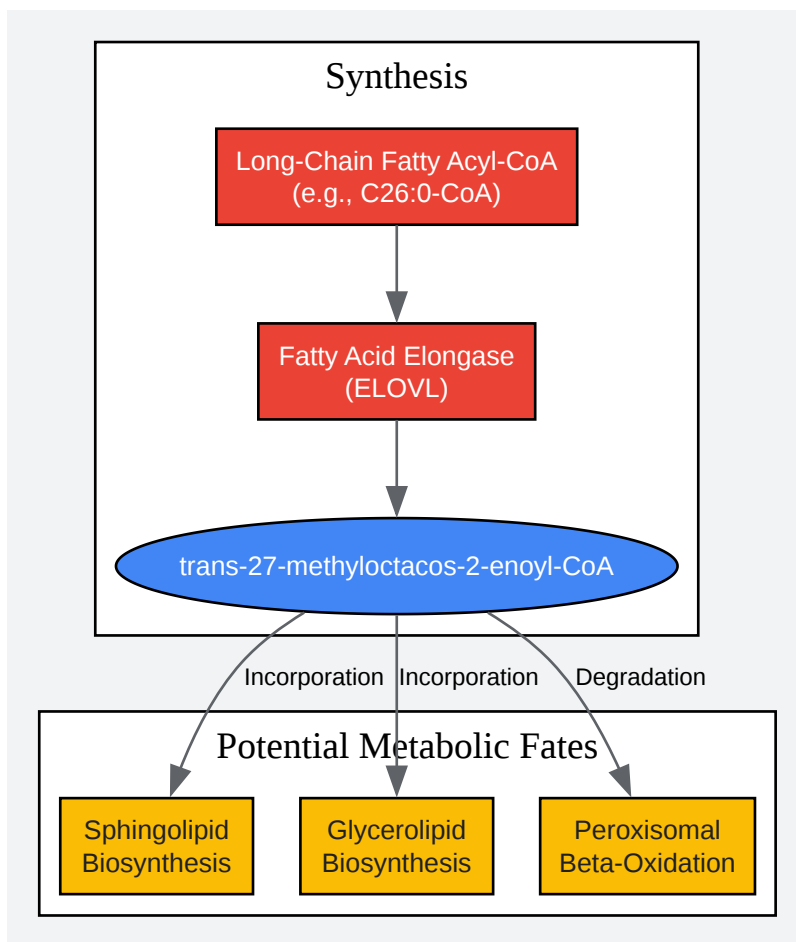 Synthesis
Long-Chain Fatty Acyl-CoA
(e.g., C26:0-CoA)
Fatty Acid Elongase
(ELOVL)
trans-27-methyloctacos-2-enoyl-CoA
Incorporation
Incorporation
Degradation
Potential Metabolic Fates
Sphingolipid
Biosynthesis
Glycerolipid
Biosynthesis
Peroxisomal
Beta-Oxidation